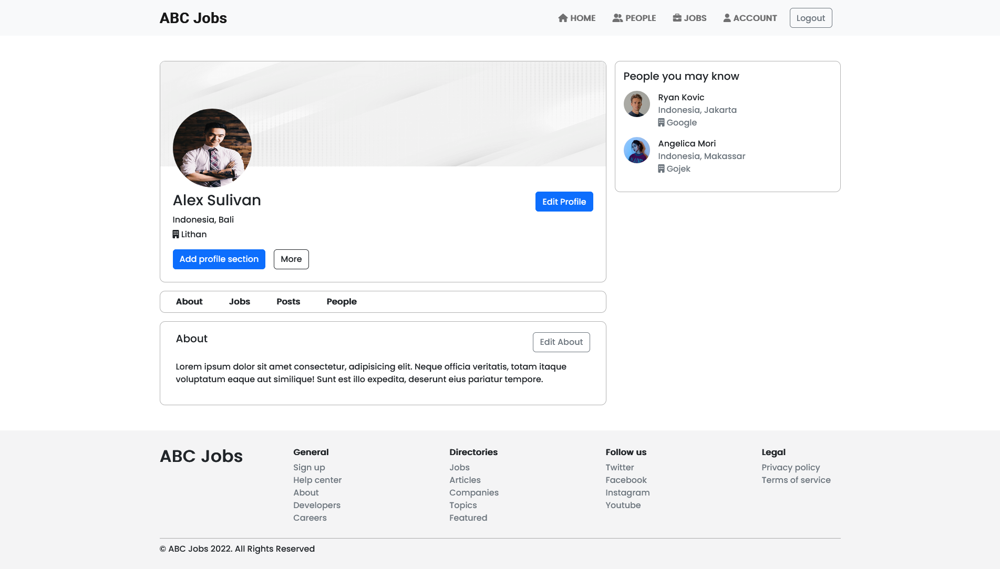 ABC Jobs
HOME
PEOPLE
JOBS
ACCOUNT
Logout
Alex Sulivan
Indonesia, Bali
Lithan
Edit Profile
Add profile section
More
About
Jobs
Posts
People
About
Edit About
Lorem ipsum dolor sit amet consectetur, adipisicing elit. Neque officia veritatis, totam itaque
voluptatum eaque aut similique! Sunt est illo expedita, deserunt eius pariatur tempore.
People you may know
Ryan Kovic
Indonesia, Jakarta
Google
Angelica Mori
Indonesia, Makassar
Gojek
ABC Jobs
General
Sign up
Help center
About
Developers
Careers
Directories
Jobs
Articles
Companies
Topics
Featured
Follow us
Twitter
Facebook
Instagram
Youtube
Legal
Privacy policy
Terms of service
© ABC Jobs 2022. All Rights Reserved